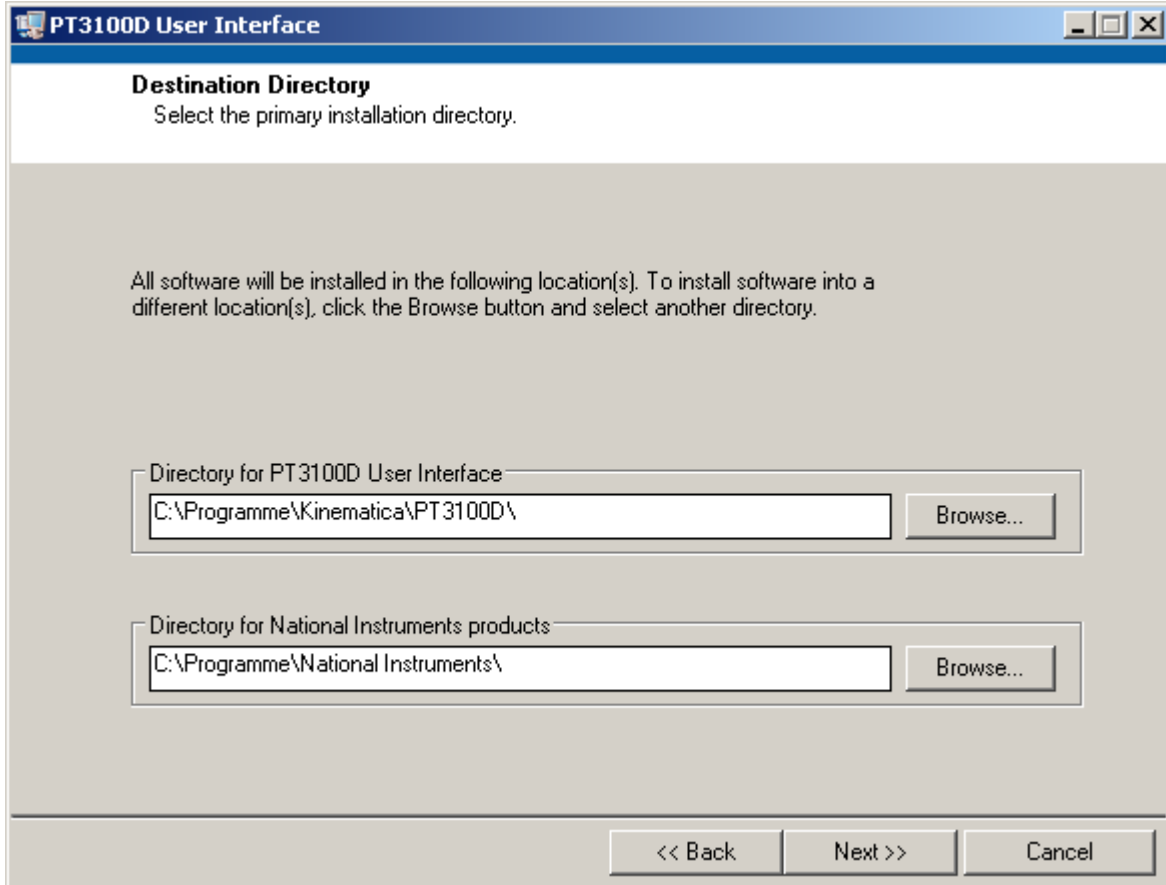 PT3100D User Interface
Destination Directory
Select the primary installation directory.
All software will be installed in the following location(s). To install software into a
different location(s), click the Browse button and select another directory.
Directory for PT3100D User Interface
C:\Programme\Kinematica\PT3100D\
Browse...
Directory for National Instruments products
C:\Programme\National Instruments\
Browse...
<< Back
Next >>
Cancel